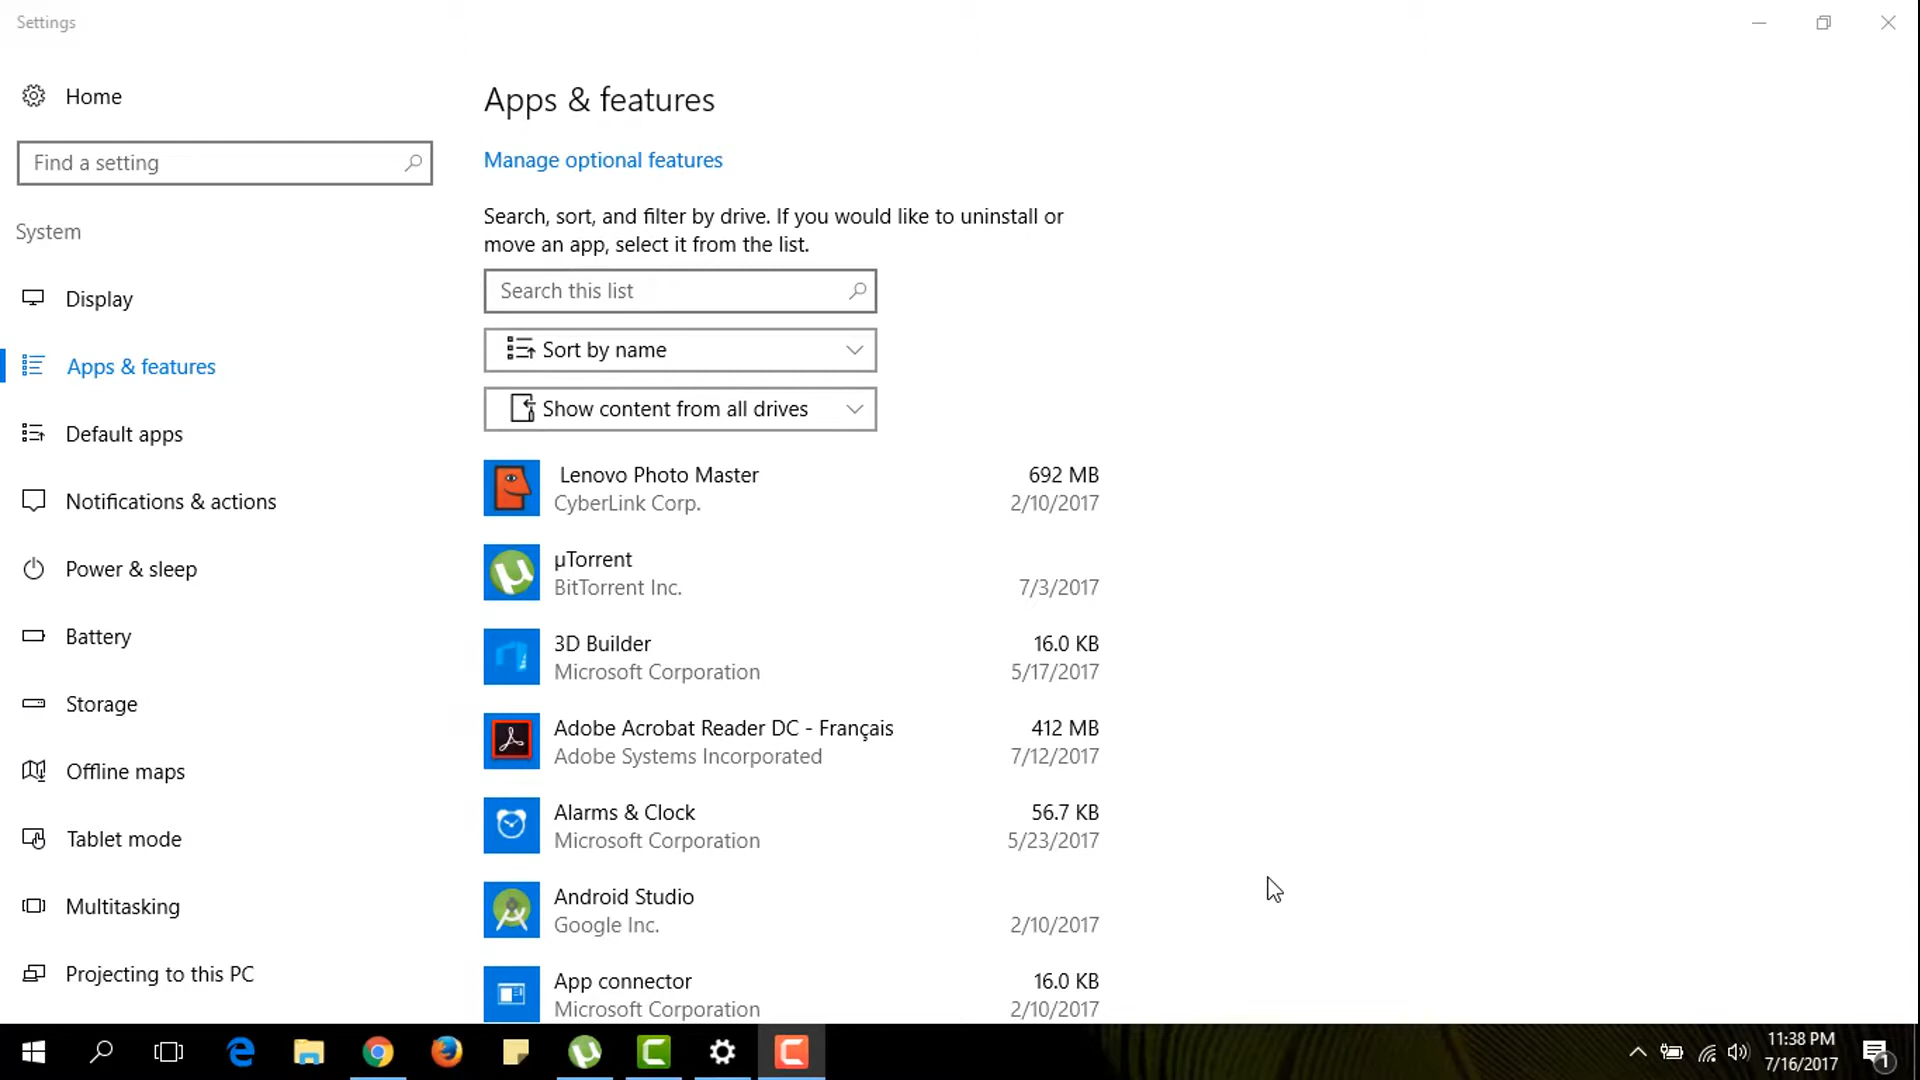 Settings
Home
Find a setting
System
Display
Apps & features
Default apps
Notifications & actions
Power & sleep
Battery
Storage
Offline maps
Tablet mode
Multitasking
Projecting to this PC
Apps & features
Manage optional features
Search, sort, and filter by drive. If you would like to uninstall or
move an app, select it from the list.
Search this list
Sort by name
Show content from all drives
Lenovo Photo Master 692 MB
CyberLink Corp. 2/10/2017
µTorrent
BitTorrent Inc. 7/3/2017
3D Builder 16.0 KB
Microsoft Corporation 5/17/2017
Adobe Acrobat Reader DC - Français 412 MB
Adobe Systems Incorporated 7/12/2017
Alarms & Clock 56.7 KB
Microsoft Corporation 5/23/2017
Android Studio
Google Inc. 2/10/2017
App connector 16.0 KB
Microsoft Corporation 2/10/2017
11:38 PM
7/16/2017
1